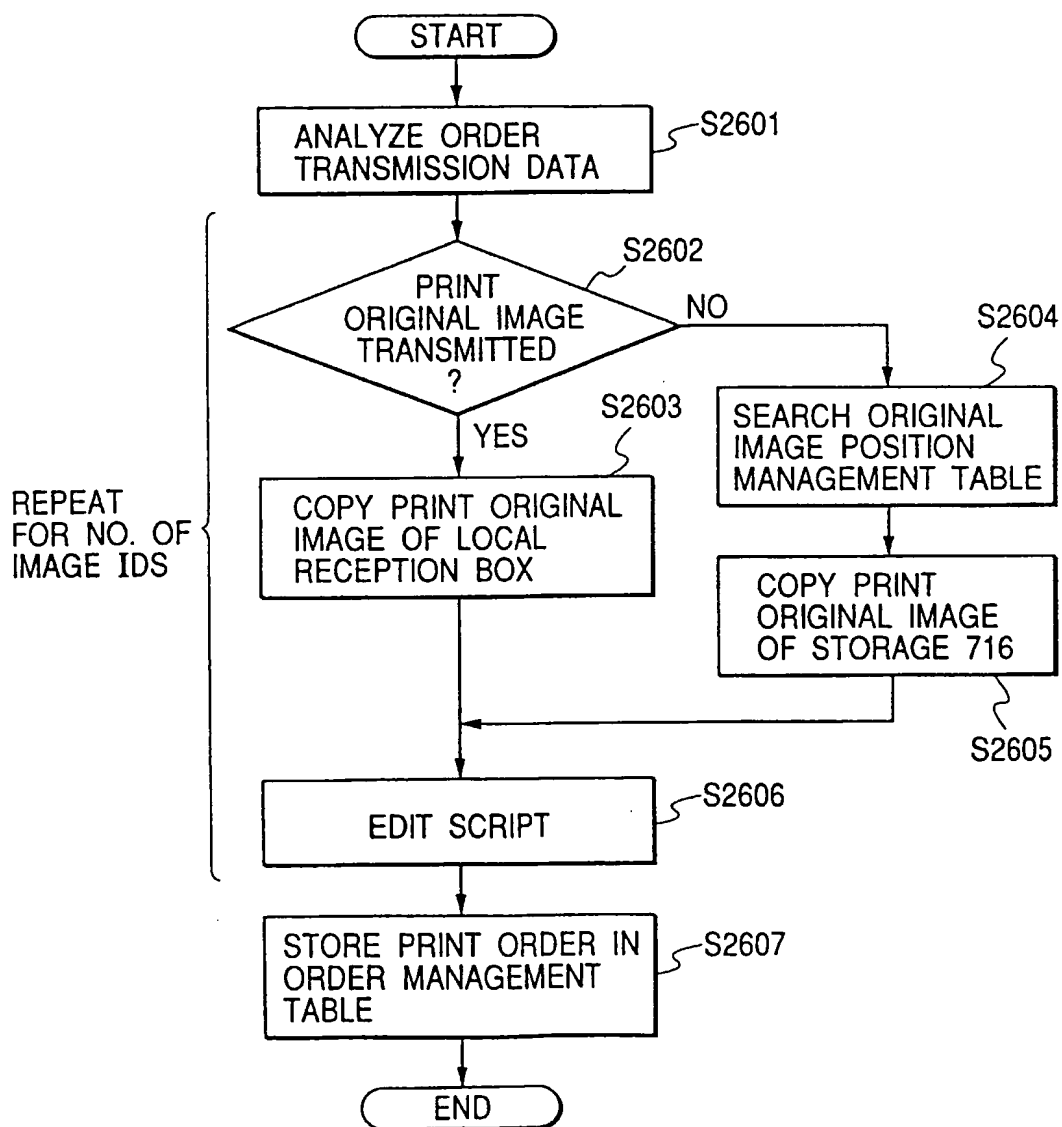 START
ANALYZE ORDER
TRANSMISSION DATA
S2601
S2602
PRINT
ORIGINAL IMAGE
TRANSMITTED
?
NO
YES
S2603
S2604
COPY PRINT ORIGINAL
IMAGE OF LOCAL
RECEPTION BOX
SEARCH ORIGINAL
IMAGE POSITION
MANAGEMENT TABLE
COPY PRINT
ORIGINAL IMAGE
OF STORAGE 716
S2605
REPEAT
FOR NO. OF
IMAGE IDS
EDIT SCRIPT
S2606
STORE PRINT ORDER IN
ORDER MANAGEMENT
TABLE
S2607
END